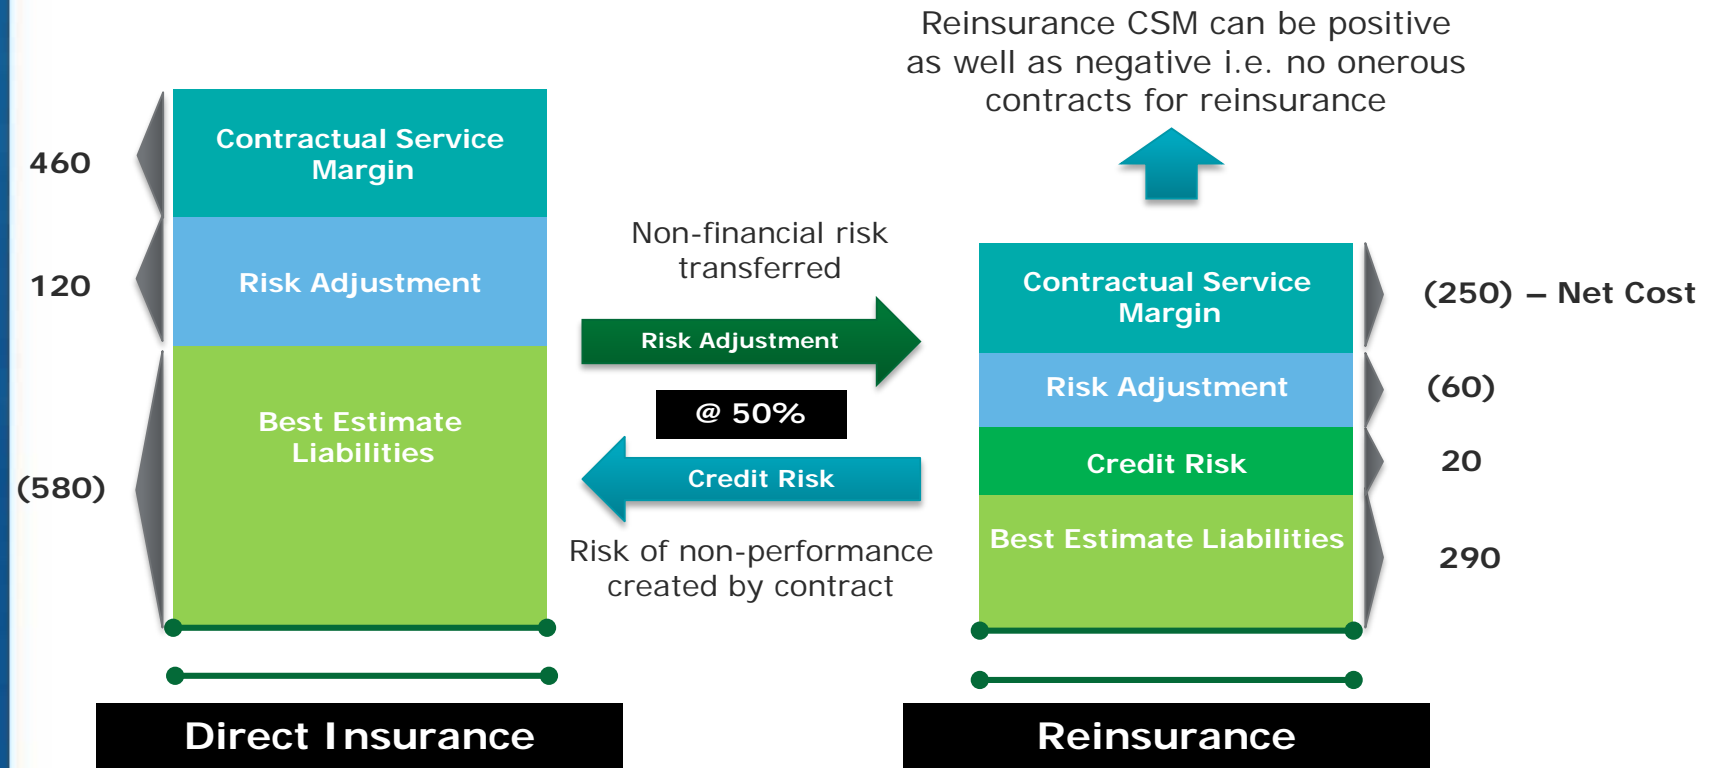 Reinsurance CSM can be positive
as well as negative i.e. no onerous
contracts for reinsurance
460
Contractual Service
Margin
120
Risk Adjustment
(580)
Best Estimate
Liabilities
Direct Insurance
Non-financial risk
transferred
Risk Adjustment
@ 50%
Credit Risk
Risk of non-performance
created by contract
Contractual Service
Margin
(250) – Net Cost
Risk Adjustment
(60)
Credit Risk
20
Best Estimate Liabilities
290
Reinsurance